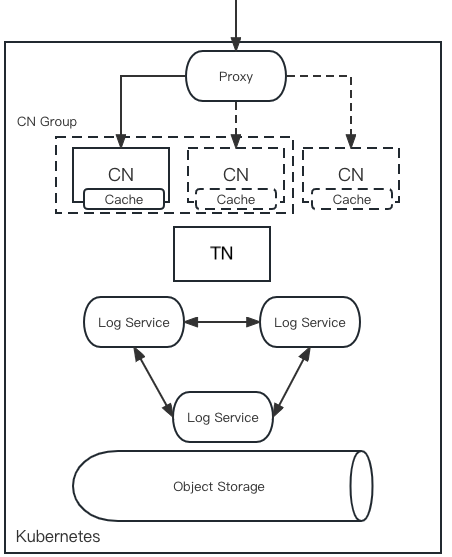 Proxy
CN Group
CN
Cache
CN
Cache
CN
Cache
TN
Log Service
Log Service
Log Service
Object Storage
Kubernetes